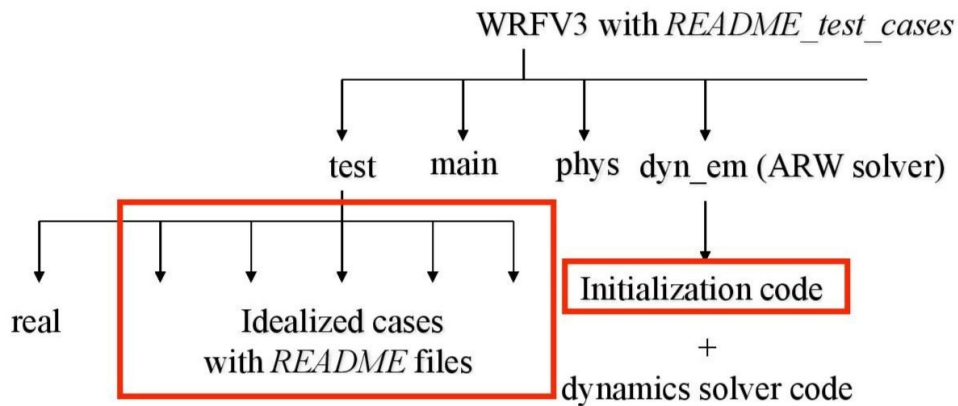 WRFV3 with README_test_cases
test main phys dyn_em (ARW solver)
Initialization code
real
Idealized cases
with README files
+
dynamics solver code